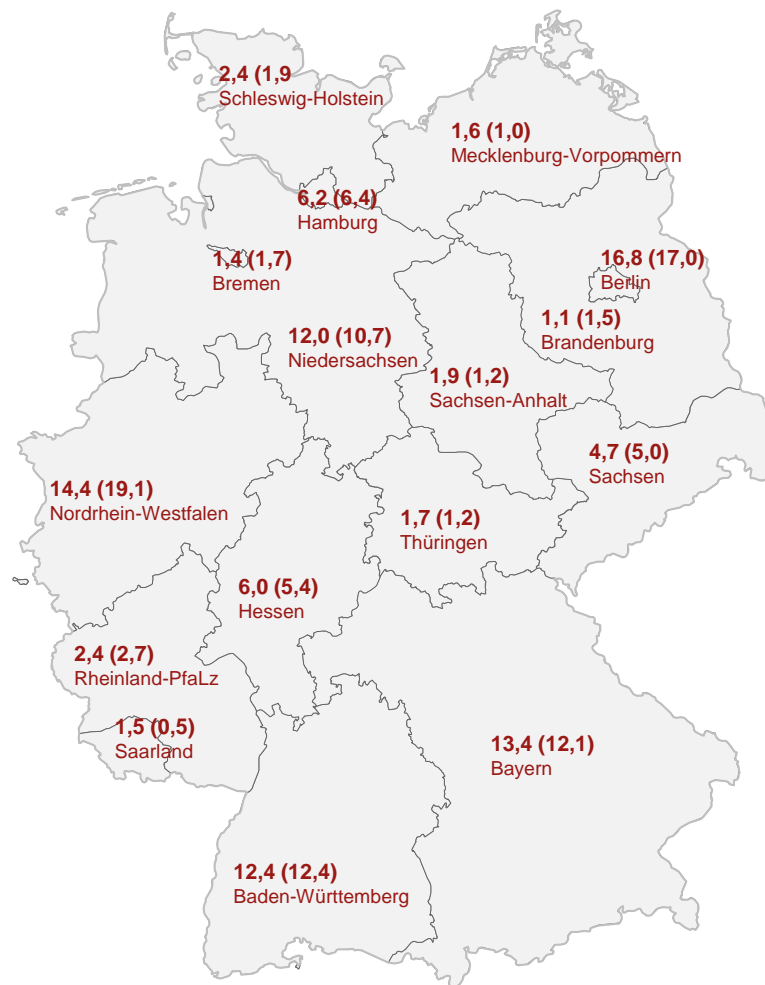 2,4 (1,9
Schleswig-Holstein
1,6 (1,0)
Mecklenburg-Vorpommern
6,2 (6,4)
Hamburg
1,4 (1,7)
Bremen
16,8 (17,0)
Berlin
1,1 (1,5)
Brandenburg
12,0 (10,7)
Niedersachsen
1,9 (1,2)
Sachsen-Anhalt
4,7 (5,0)
Sachsen
14,4 (19,1)
Nordrhein-Westfalen
1,7 (1,2)
Thüringen
6,0 (5,4)
Hessen
2,4 (2,7)
Rheinland-PfaLz
1,5 (0,5)
Saarland
13,4 (12,1)
Bayern
12,4 (12,4)
Baden-Württemberg